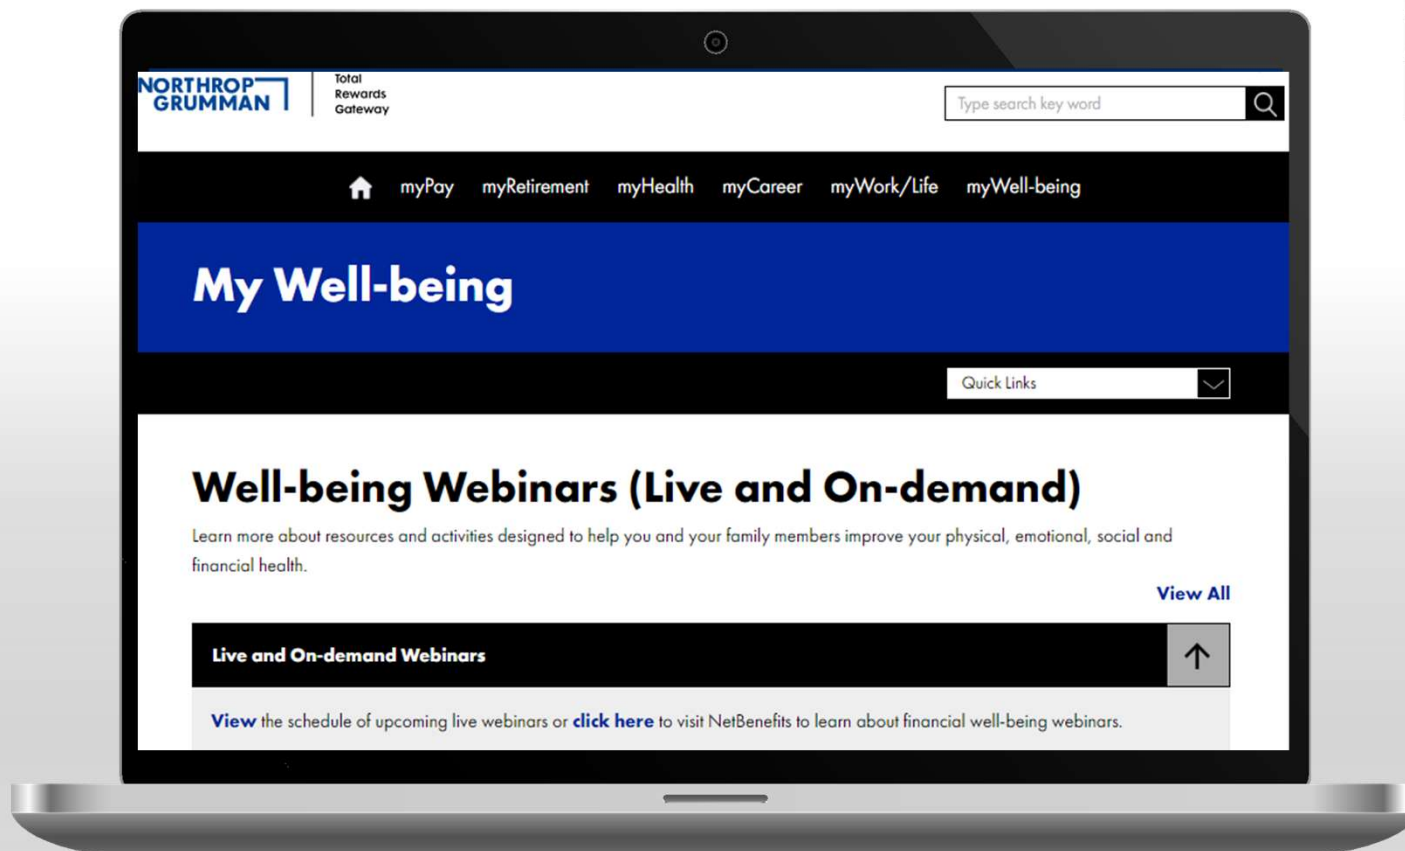 NORTHROP
GRUMMAN
Total
Rewards
Gateway
Type search key word
myPay myRetirement myHealth myCareer myWork/Life myWell-being
My Well-being
Quick Links
Well-being Webinars (Live and On-demand)
Learn more about resources and activities designed to help you and your family members improve your physical, emotional, social and
financial health.
View All
Live and On-demand Webinars
View the schedule of upcoming live webinars or click here to visit NetBenefits to learn about financial well-being webinars.